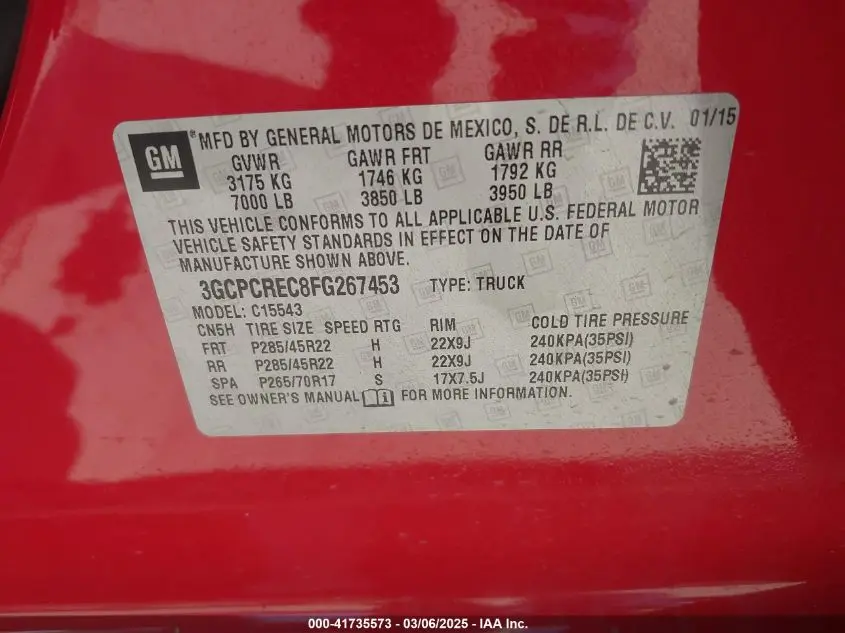 GM
® MFD BY GENERAL MOTORS DE MEXICO, S. DE R.L. DE C.V. 01/15
GVWR GAWR FRT GAWR RR
3175 KG 1746 KG 1792 KG
7000 LB 3850 LB 3950 LB
THIS VEHICLE CONFORMS TO ALL APPLICABLE U.S. FEDERAL MOTOR
VEHICLE SAFETY STANDARDS IN EFFECT ON THE DATE OF
MANUFACTURE SHOWN ABOVE.
3GCPCREC8FG267453 TYPE: TRUCK
MODEL: C15543
CN5H TIRE SIZE SPEED RTG RIM COLD TIRE PRESSURE
FRT P285/45R22 H 22X9J 240KPA(35PSI)
RR P285/45R22 H 22X9J 240KPA(35PSI)
SPA P265/70R17 S 17X7.5J 240KPA(35PSI)
SEE OWNER'S MANUAL FOR MORE INFORMATION.
000-41735573 - 03/06/2025 - © IAA Inc.